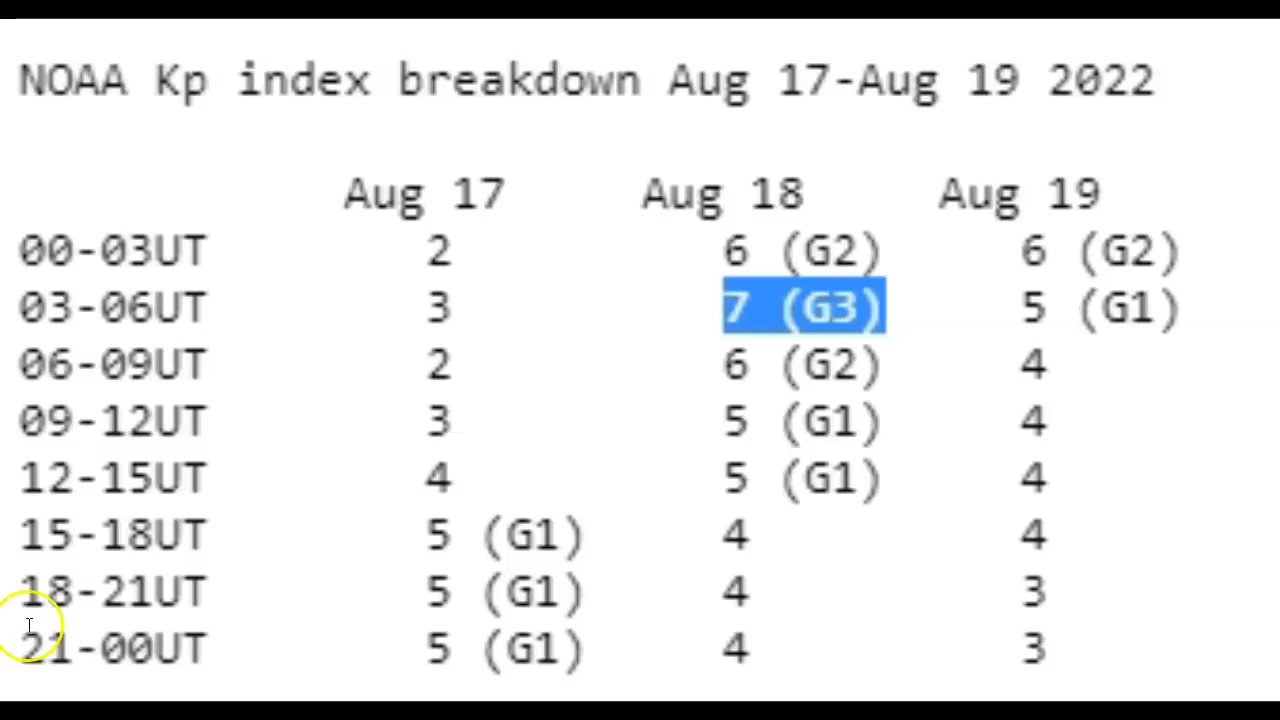 NOAA Kp index breakdown Aug 17-Aug 19 2022
Aug 17 Aug 18 Aug 19
00-03UT 2 6 (G2) 6 (G2)
03-06UT 3 7 (G3) 5 (G1)
06-09UT 2 6 (G2) 4
09-12UT 3 5 (G1) 4
12-15UT 4 5 (G1) 4
15-18UT 5 (G1) 4 4
18-21UT 5 (G1) 4 3
21-00UT 5 (G1) 4 3